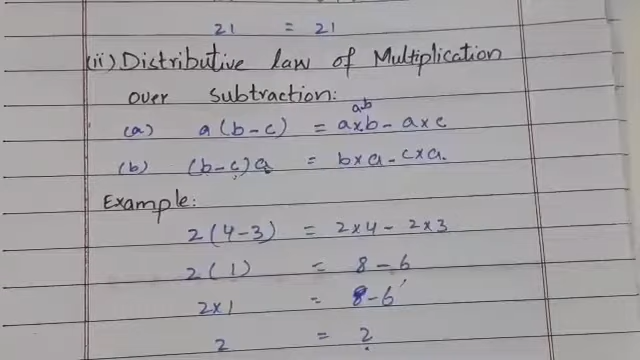 21 = 21
(ii) Distributive law of Multiplication
over subtraction:
ab
(a) a(b-c) = a×b - a×c
(b) (b-c)a = b×a - c×a.
Example:
2(4-3) = 2×4 - 2×3
2(1) = 8 - 6
2×1 = 8-6
2 = 2